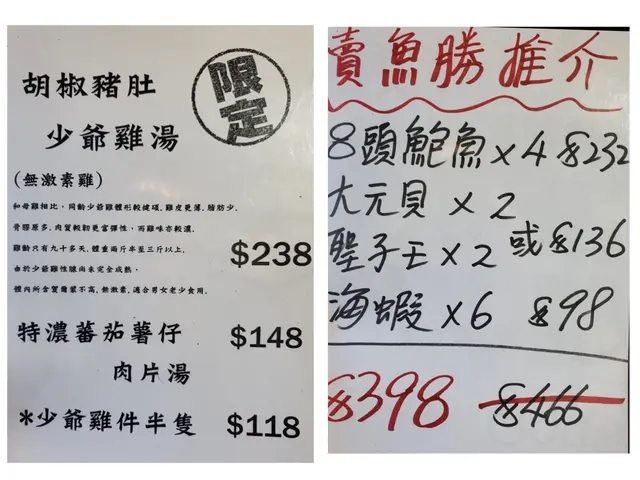 胡椒豬肚
少爺雞湯
限定
(無激素雞)
和母雞相比，同齡少爺雞體形較健碩，雞皮更薄，脂肪少，
骨膠原多，肉質較韌更富彈性，而雞味亦較濃。
雞齡只有九十多天，體重兩斤半至三斤以上，
由於少爺雞性腺尚未完全成熟，
體內所含賀爾蒙不高，無激素，適合男女老少食用。
$238
特濃蕃茄薯仔 $148
肉片湯
*少爺雞件半隻 $118
賣魚勝推介
8頭鮑魚 x 4 $232
大元貝 x 2
聖子王 x 2 或 $136
海蝦 x 6 $98
$398 $466